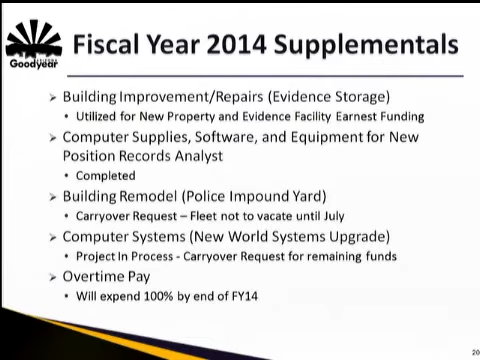 Goodyear
Fiscal Year 2014 Supplementals
➢ Building Improvement/Repairs (Evidence Storage)
• Utilized for New Property and Evidence Facility Earnest Funding
➢ Computer Supplies, Software, and Equipment for New
Position Records Analyst
• Completed
➢ Building Remodel (Police Impound Yard)
• Carryover Request – Fleet not to vacate until July
➢ Computer Systems (New World Systems Upgrade)
• Project In Process - Carryover Request for remaining funds
➢ Overtime Pay
• Will expend 100% by end of FY14
20